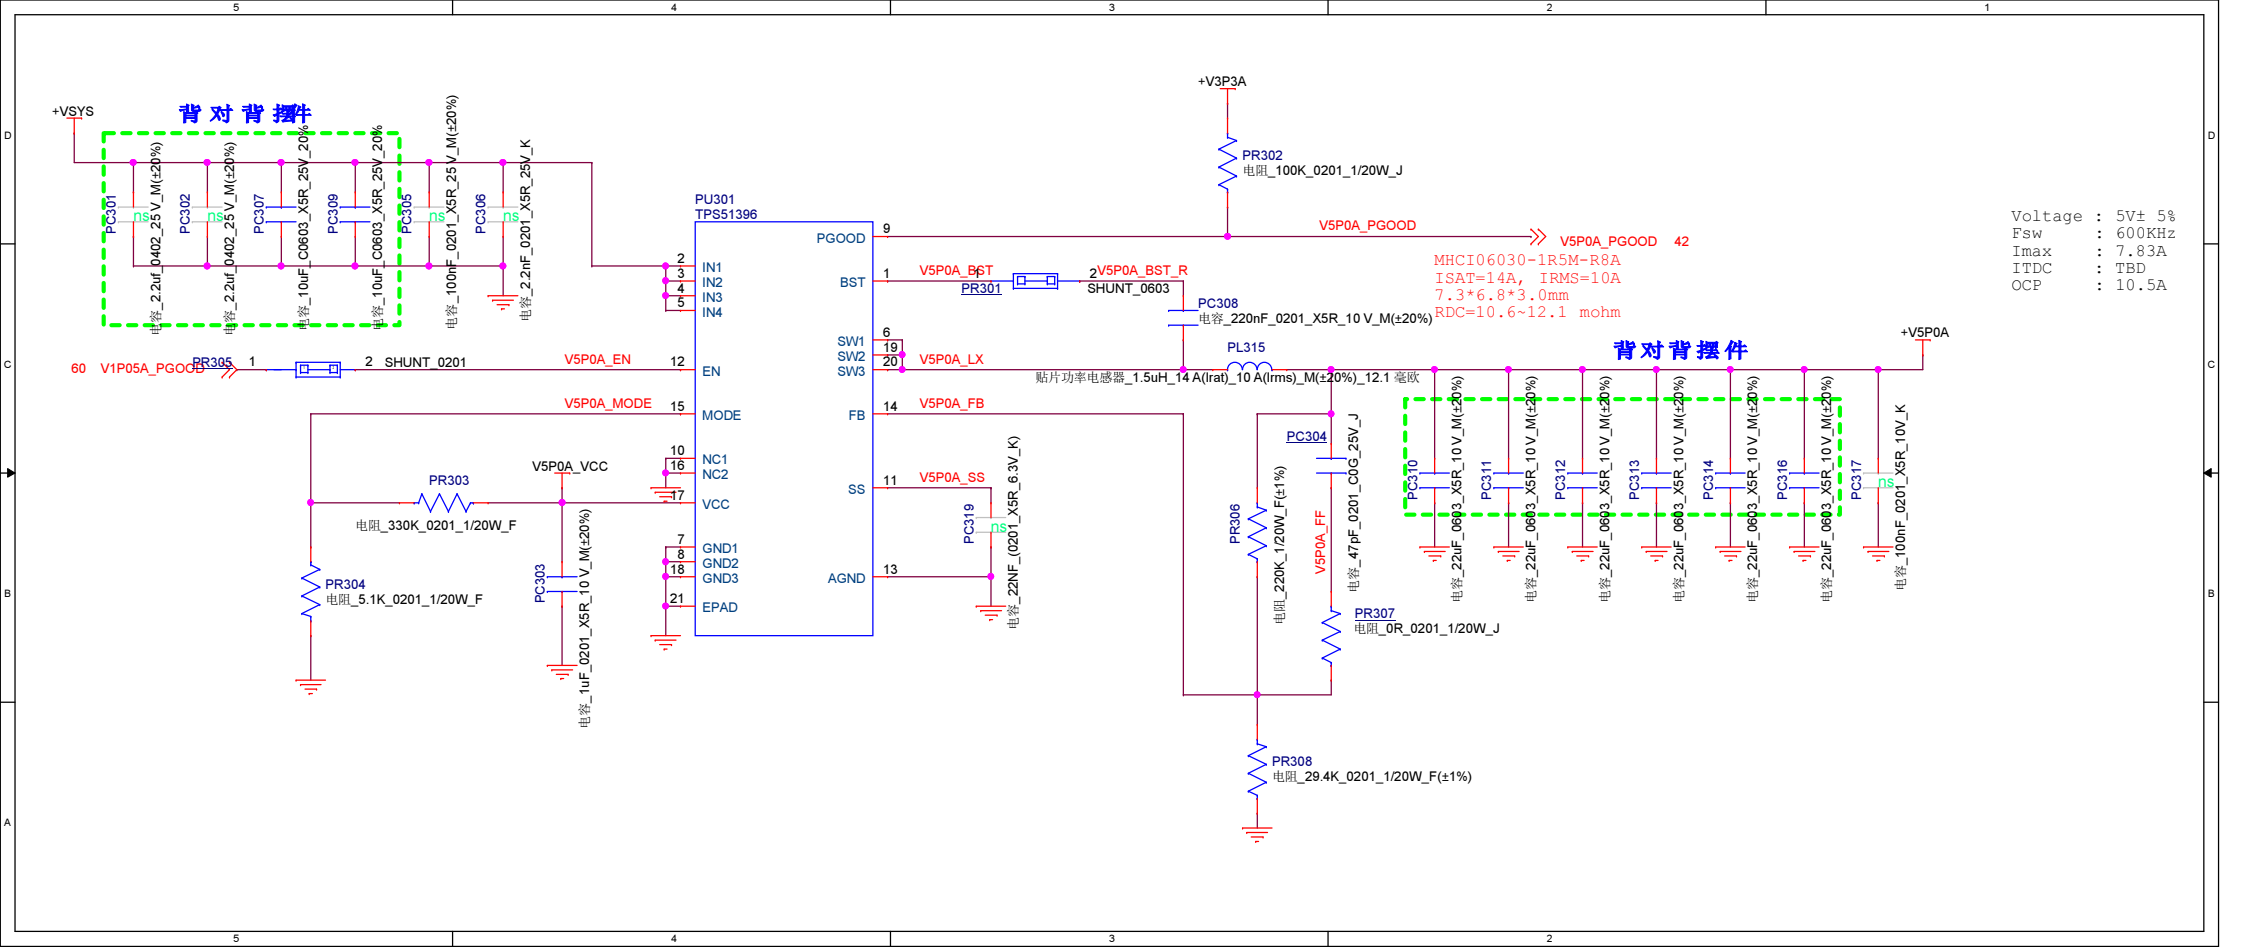 5 4 3 2 1
D
C
B
A
D
C
B
A
+VSYS
背对背摆件
PC301
ns
电容_2.2uf_0402_25 V_M(±20%)
PC302
ns
电容_2.2uf_0402_25 V_M(±20%)
PC307
电容_10uF_C0603_X5R_25V_20%
PC309
电容_10uF_C0603_X5R_25V_20%
PC305
ns
电容_100nF_0201_X5R_25 V_M(±20%)
PC306
ns
电容_2.2nF_0201_X5R_25V_K
60 V1P05A_PGOOD
PR305
1
2
SHUNT_0201
V5P0A_EN
V5P0A_MODE
PR303
电阻_330K_0201_1/20W_F
V5P0A_VCC
PR304
电阻_5.1K_0201_1/20W_F
PC303
电容_1uF_0201_X5R_10 V_M(±20%)
PU301
TPS51396
2 IN1
3 IN2
4 IN3
5 IN4
12 EN
15 MODE
10 NC1
16 NC2
17 VCC
7 GND1
8 GND2
18 GND3
21 EPAD
PGOOD 9
BST 1
SW1 6
SW2 19
SW3 20
FB 14
SS 11
AGND 13
+V3P3A
PR302
电阻_100K_0201_1/20W_J
V5P0A_PGOOD
V5P0A_PGOOD 42
V5P0A_BST
1
PR301
2
V5P0A_BST_R
SHUNT_0603
PC308
电容_220nF_0201_X5R_10 V_M(±20%)
MHCI06030-1R5M-R8A
ISAT=14A, IRMS=10A
7.3*6.8*3.0mm
RDC=10.6~12.1 mohm
V5P0A_LX
PL315
贴片功率电感器_1.5uH_14 A(Irat)_10 A(Irms)_M(±20%)_12.1 毫欧
V5P0A_FB
V5P0A_SS
PC319
ns
电容_22NF_(0201_X5R_6.3V_K)
PR306
电阻_220K_1/20W_F(±1%)
PC304
电容_47pF_0201_C0G_25V_J
V5P0A_FF
PR307
电阻_0R_0201_1/20W_J
PR308
电阻_29.4K_0201_1/20W_F(±1%)
背对背摆件
+V5P0A
PC310
电容_22uF_0603_X5R_10 V_M(±20%)
PC311
电容_22uF_0603_X5R_10 V_M(±20%)
PC312
电容_22uF_0603_X5R_10 V_M(±20%)
PC313
电容_22uF_0603_X5R_10 V_M(±20%)
PC314
电容_22uF_0603_X5R_10 V_M(±20%)
PC316
电容_22uF_0603_X5R_10 V_M(±20%)
PC317
ns
电容_100nF_0201_X5R_10V_K
Voltage : 5V± 5%
Fsw : 600KHz
Imax : 7.83A
ITDC : TBD
OCP : 10.5A
5 4 3 2